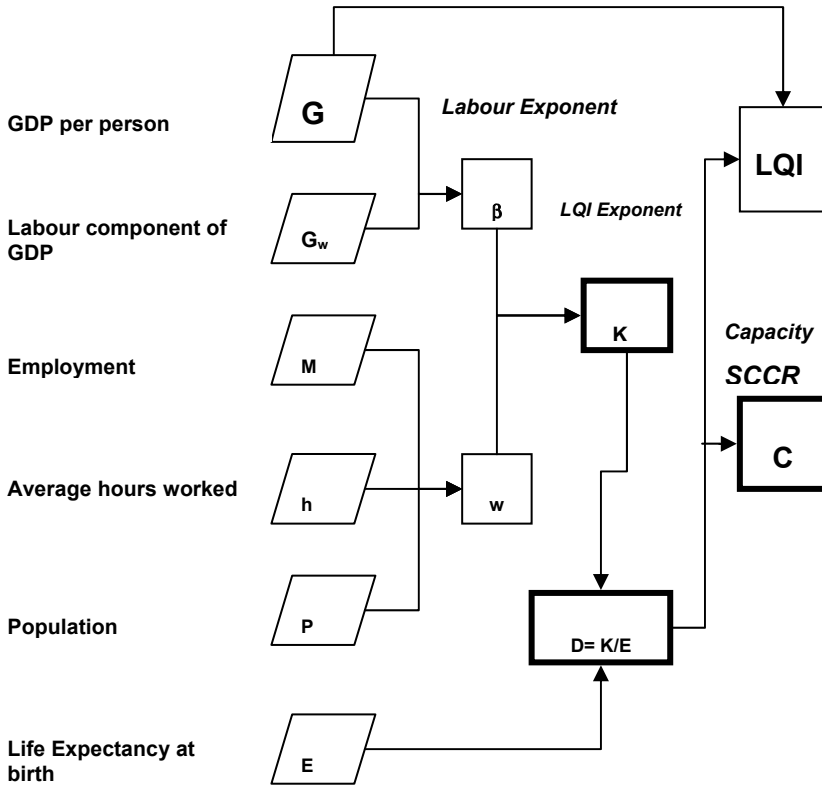 GDP per person
G
Labour Exponent
LQI
Labour component of
GDP
G_w
β
LQI Exponent
Employment
M
K
Capacity
SCCR
Average hours worked
h
w
C
Population
P
D= K/E
Life Expectancy at
birth
E